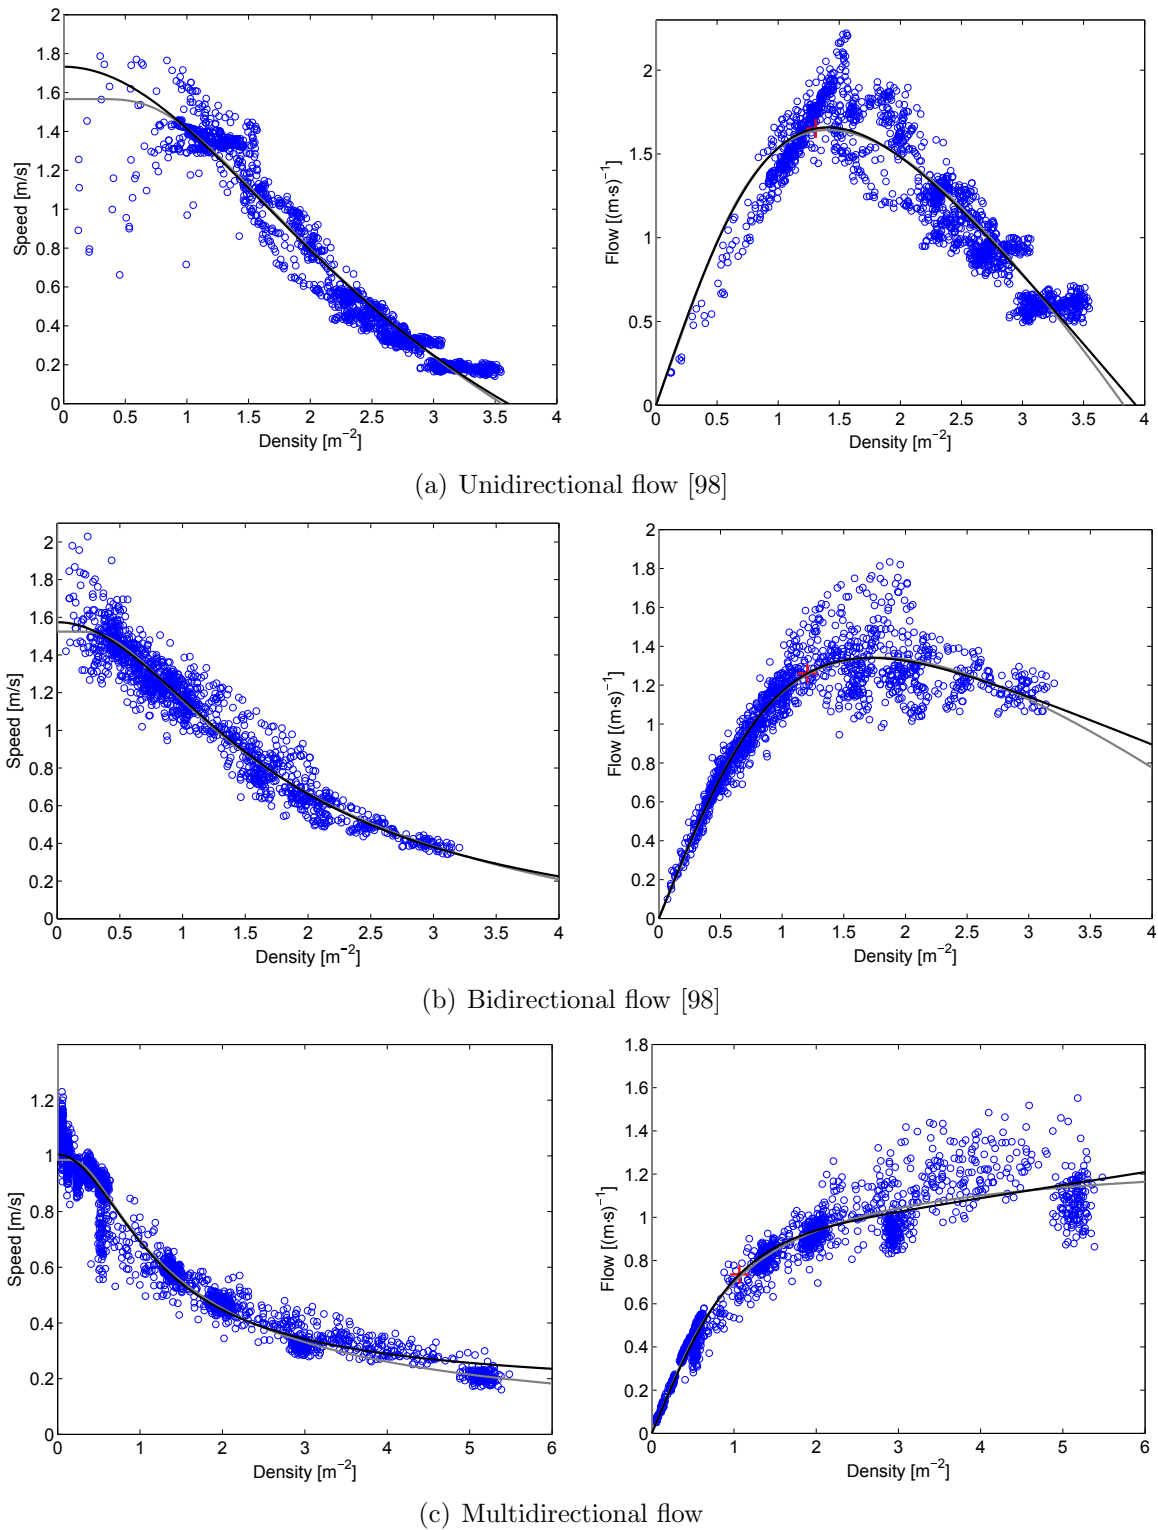 2
1.8
1.6
1.4
1.2
1
0.8
0.6
0.4
0.2
0
Speed [m/s]
0 0.5 1 1.5 2 2.5 3 3.5 4
Density [m⁻²]
2
1.5
1
0.5
0
Flow [(m·s)⁻¹]
0 0.5 1 1.5 2 2.5 3 3.5 4
Density [m⁻²]
(a) Unidirectional flow [98]
2
1.8
1.6
1.4
1.2
1
0.8
0.6
0.4
0.2
0
Speed [m/s]
0 0.5 1 1.5 2 2.5 3 3.5 4
Density [m⁻²]
2
1.8
1.6
1.4
1.2
1
0.8
0.6
0.4
0.2
0
Flow [(m·s)⁻¹]
0 0.5 1 1.5 2 2.5 3 3.5 4
Density [m⁻²]
(b) Bidirectional flow [98]
1.2
1
0.8
0.6
0.4
0.2
0
Speed [m/s]
0 1 2 3 4 5 6
Density [m⁻²]
1.8
1.6
1.4
1.2
1
0.8
0.6
0.4
0.2
0
Flow [(m·s)⁻¹]
0 1 2 3 4 5 6
Density [m⁻²]
(c) Multidirectional flow